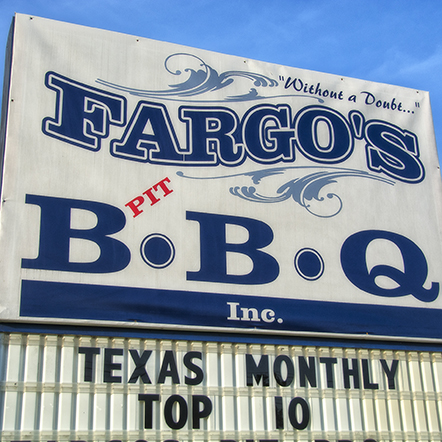 "Without a Doubt..."
FARGO'S
PIT
B•B•Q
Inc.
TEXAS MONTHLY
TOP 10